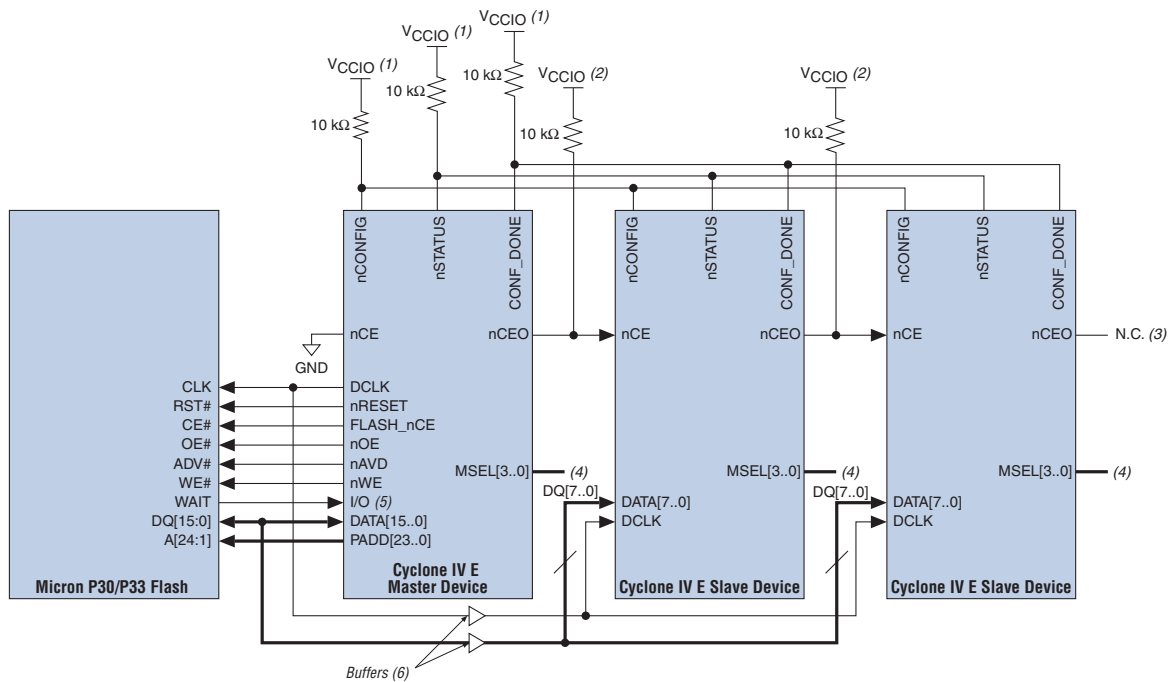 VCCIO (1)
VCCIO (1)
VCCIO (1)
VCCIO (2)
VCCIO (2)
10 kΩ
10 kΩ
10 kΩ
10 kΩ
10 kΩ
nCONFIG
nSTATUS
CONF_DONE
nCONFIG
nSTATUS
CONF_DONE
nCONFIG
nSTATUS
CONF_DONE
nCE
nCEO
nCE
nCEO
nCE
nCEO
N.C. (3)
GND
CLK
DCLK
RST#
nRESET
CE#
FLASH_nCE
OE#
nOE
ADV#
nAVD
MSEL[3..0]
(4)
MSEL[3..0]
(4)
MSEL[3..0]
(4)
WE#
nWE
DQ[7..0]
DQ[7..0]
WAIT
I/O (5)
DATA[7..0]
DATA[7..0]
DQ[15:0]
DATA[15..0]
DCLK
DCLK
A[24:1]
PADD[23..0]
Micron P30/P33 Flash
Cyclone IV E
Master Device
Cyclone IV E Slave Device
Cyclone IV E Slave Device
Buffers (6)